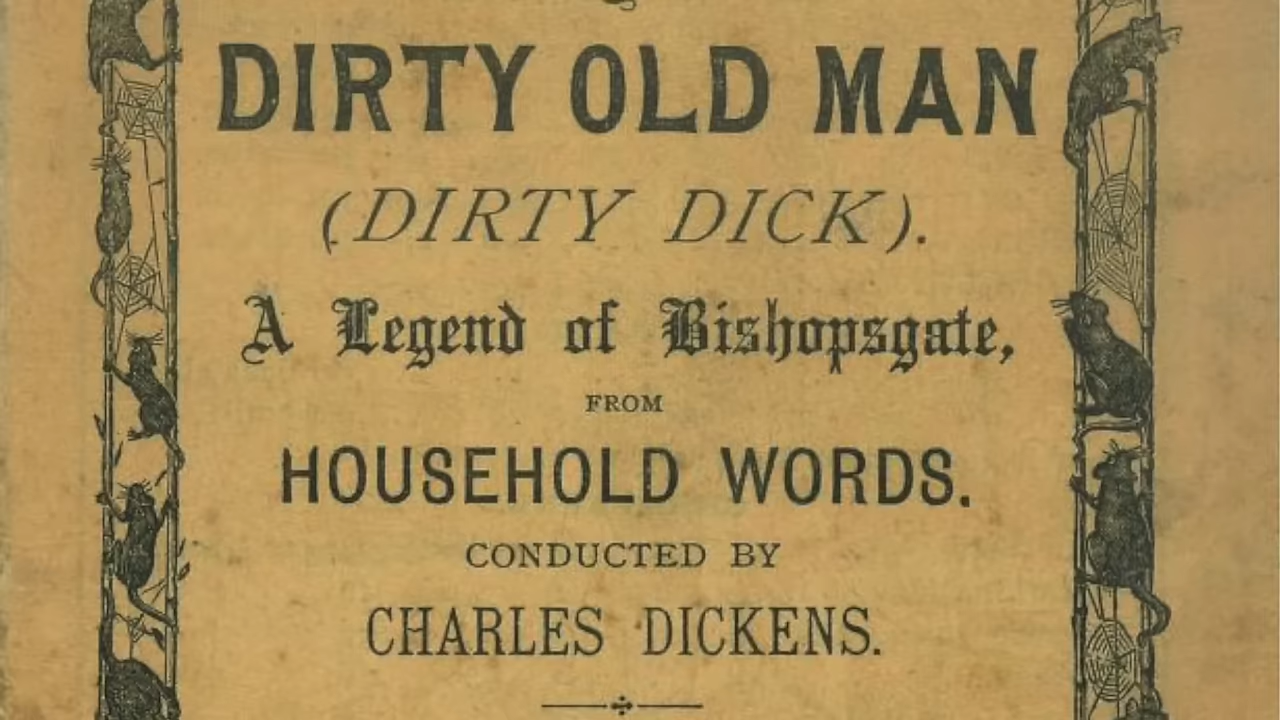 DIRTY OLD MAN
(DIRTY DICK).
A Legend of Bishopsgate,
FROM
HOUSEHOLD WORDS.
CONDUCTED BY
CHARLES DICKENS.